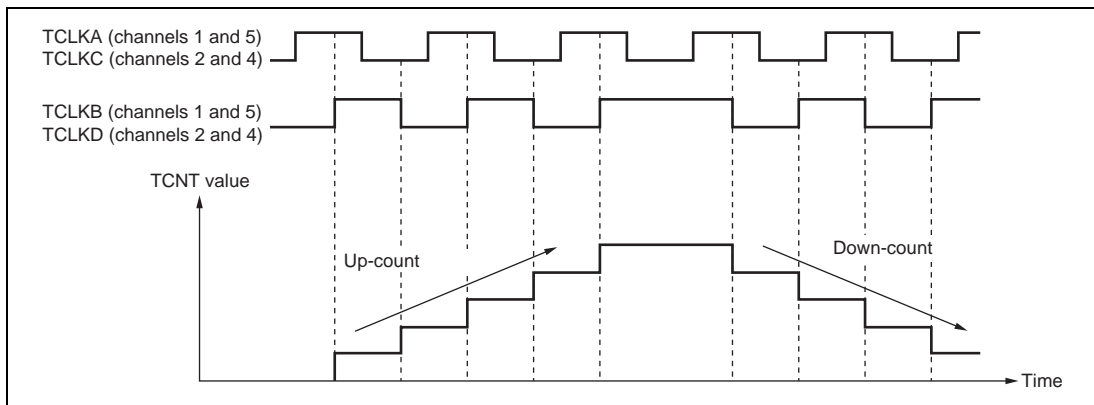 TCLKA (channels 1 and 5)
TCLKC (channels 2 and 4)
TCLKB (channels 1 and 5)
TCLKD (channels 2 and 4)
TCNT value
Up-count
Down-count
Time